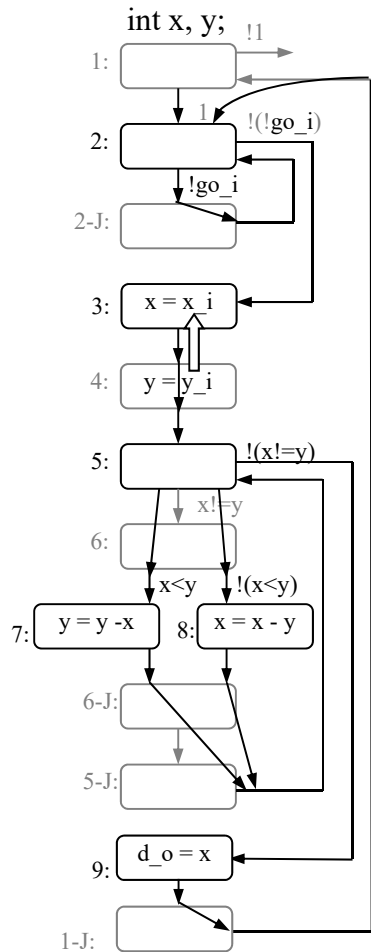 int x, y;
!1
1:
1
!(!go_i)
2:
!go_i
2-J:
3:
x = x_i
4:
y = y_i
5:
!(x!=y)
x!=y
6:
x<y
!(x<y)
7:
y = y -x
8:
x = x - y
6-J:
5-J:
9:
d_o = x
1-J: